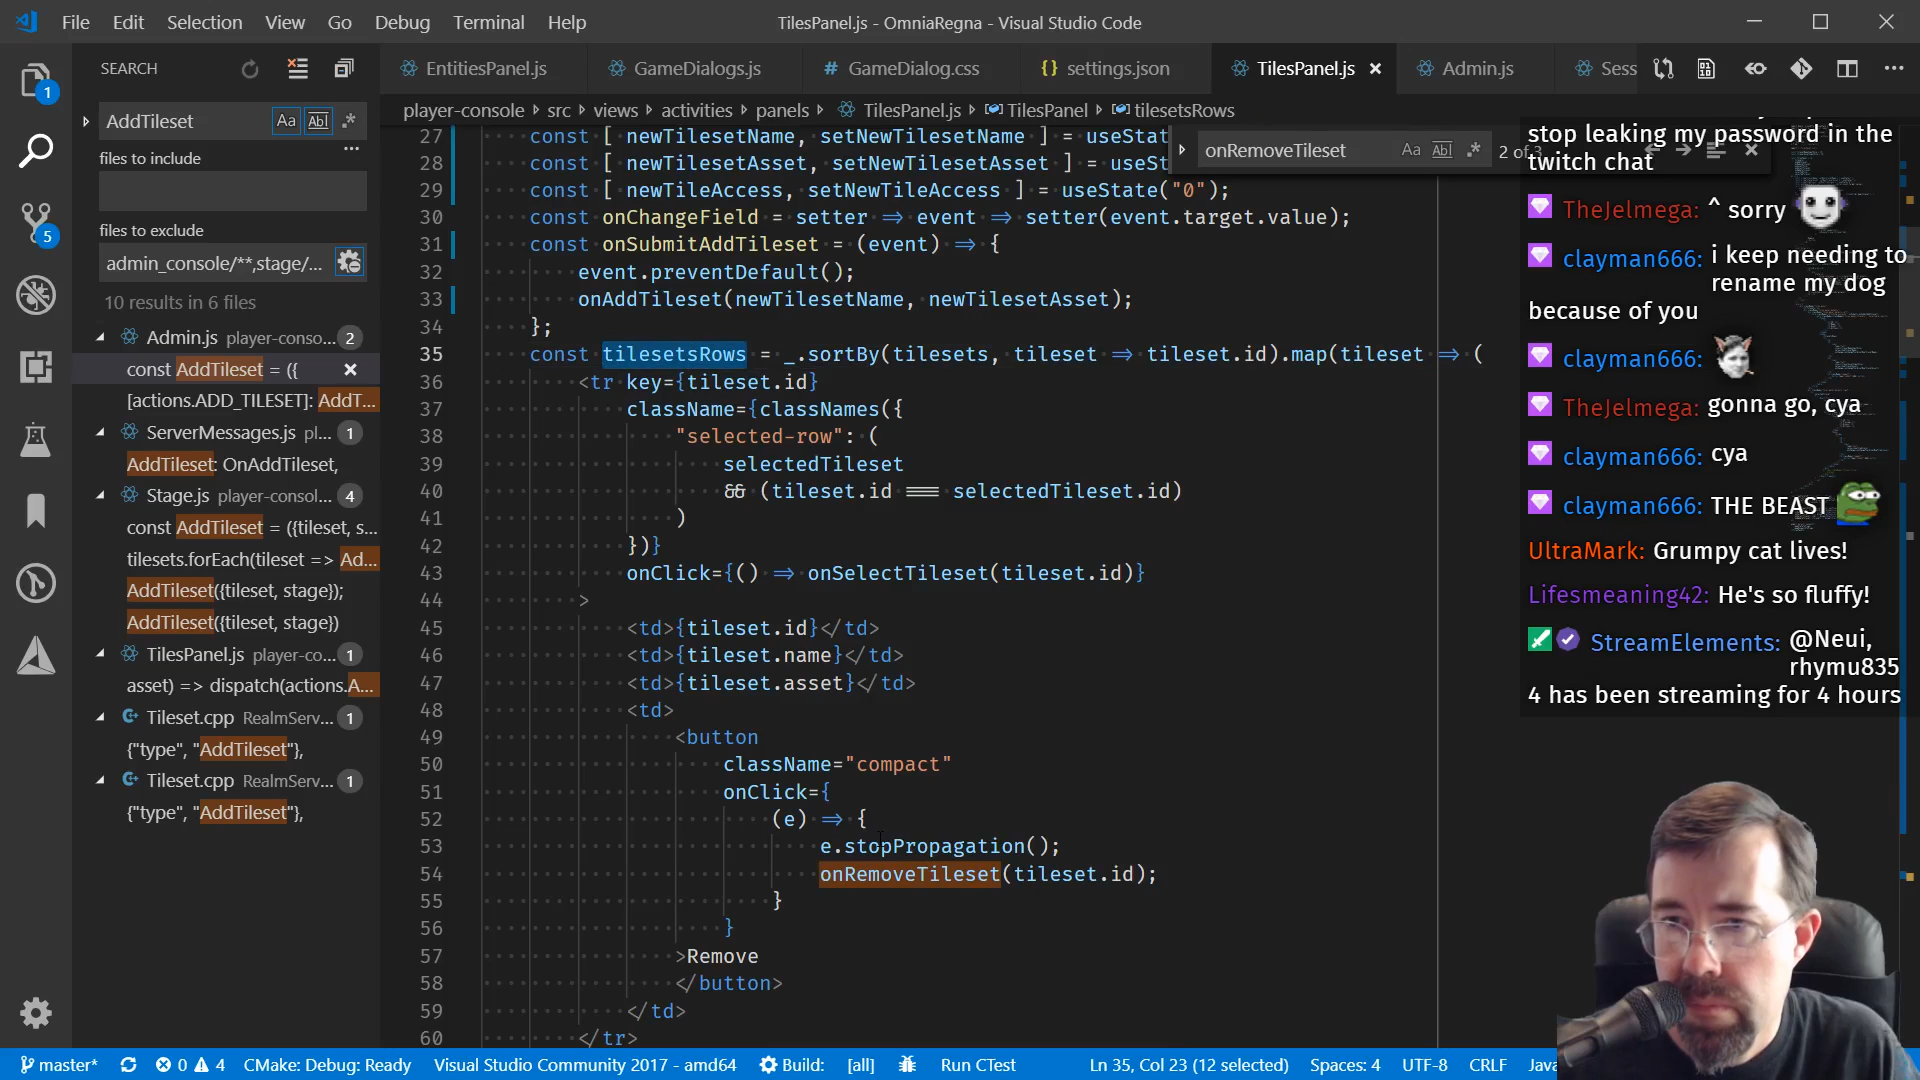 File Edit Selection View Go Debug Terminal Help
TilesPanel.js - OmniaRegna - Visual Studio Code
SEARCH
EntitiesPanel.js GameDialogs.js # GameDialog.css {} settings.json TilesPanel.js Admin.js Sess
1
5
AddTileset
files to include
files to exclude
admin_console/**,stage/...
10 results in 6 files
Admin.js player-conso... 2
const AddTileset = ({
[actions.ADD_TILESET]: AddT...
ServerMessages.js pl... 1
AddTileset: OnAddTileset,
Stage.js player-consol... 4
const AddTileset = ({tileset, s...
tilesets.forEach(tileset => Ad...
AddTileset({tileset, stage});
AddTileset({tileset, stage})
TilesPanel.js player-co... 1
asset) => dispatch(actions.A...
Tileset.cpp RealmServ... 1
{"type", "AddTileset"},
Tileset.cpp RealmServ... 1
{"type", "AddTileset"},
player-console > src > views > activities > panels > TilesPanel.js > TilesPanel > tilesetsRows
onRemoveTileset 2 of 3
27 const [ newTilesetName, setNewTilesetName ] = useStat
28 const [ newTilesetAsset, setNewTilesetAsset ] = useSt
29 const [ newTileAccess, setNewTileAccess ] = useState("0");
30 const onChangeField = setter => event => setter(event.target.value);
31 const onSubmitAddTileset = (event) => {
32 event.preventDefault();
33 onAddTileset(newTilesetName, newTilesetAsset);
34 };
35 const tilesetsRows = _.sortBy(tilesets, tileset => tileset.id).map(tileset => (
36 <tr key={tileset.id}
37 className={classNames({
38 "selected-row": (
39 selectedTileset
40 && (tileset.id === selectedTileset.id)
41 )
42 })}
43 onClick={() => onSelectTileset(tileset.id)}
44 >
45 <td>{tileset.id}</td>
46 <td>{tileset.name}</td>
47 <td>{tileset.asset}</td>
48 <td>
49 <button
50 className="compact"
51 onClick={
52 (e) => {
53 e.stopPropagation();
54 onRemoveTileset(tileset.id);
55 }
56 }
57 >Remove
58 </button>
59 </td>
60 </tr>
stop leaking my password in the
twitch chat
TheJelmega: ^ sorry
clayman666: i keep needing to
rename my dog
because of you
clayman666:
TheJelmega: gonna go, cya
clayman666: cya
clayman666: THE BEAST
UltraMark: Grumpy cat lives!
Lifesmeaning42: He's so fluffy!
StreamElements: @Neui,
rhymu835
4 has been streaming for 4 hours
master* 0 4 CMake: Debug: Ready Visual Studio Community 2017 - amd64 Build: [all] Run CTest Ln 35, Col 23 (12 selected) Spaces: 4 UTF-8 CRLF Java